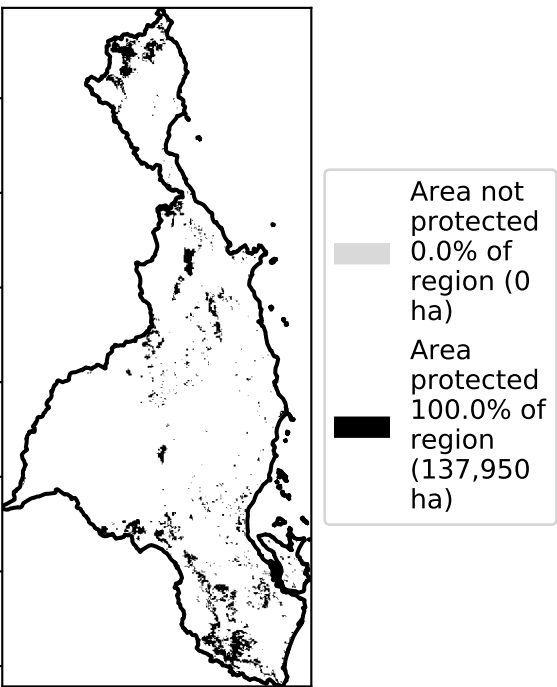 Area not
protected
0.0% of
region (0
ha)
Area
protected
100.0% of
region
(137,950
ha)